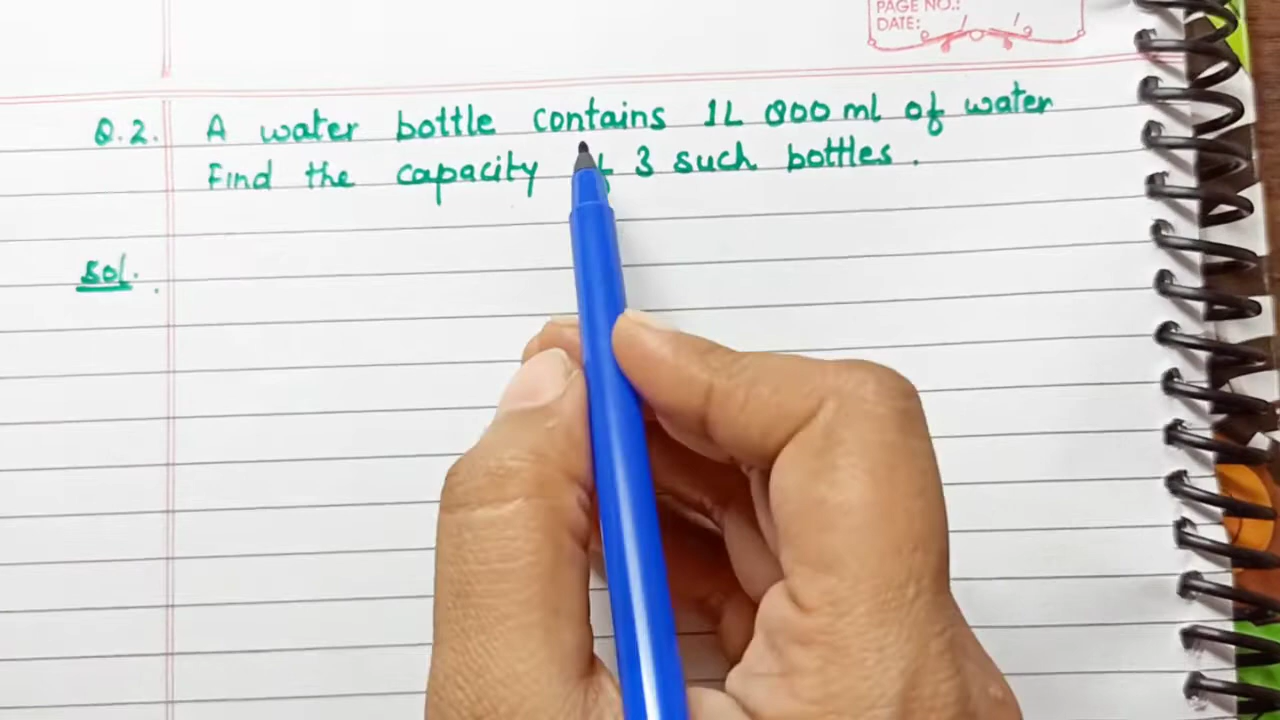 PAGE NO.:
DATE:
Q.2. A water bottle contains 1L 800 ml of water
Find the capacity 3 such bottles.
Sol.